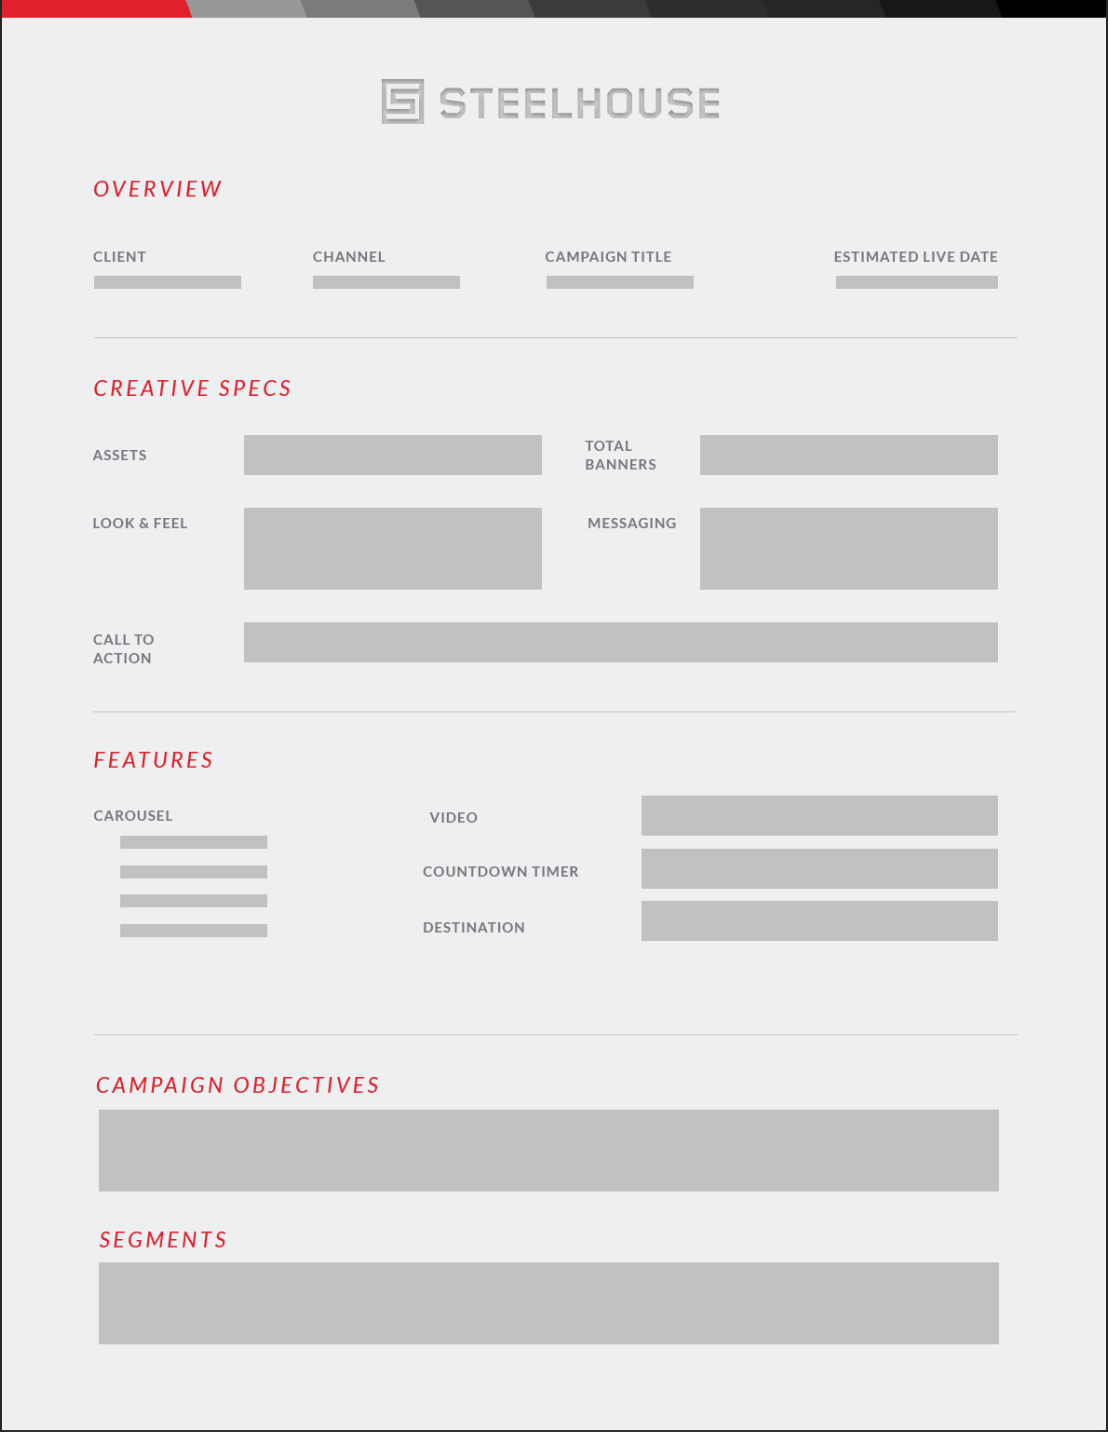 STEELHOUSE
OVERVIEW
CLIENT
CHANNEL
CAMPAIGN TITLE
ESTIMATED LIVE DATE
CREATIVE SPECS
ASSETS
TOTAL
BANNERS
LOOK & FEEL
MESSAGING
CALL TO
ACTION
FEATURES
CAROUSEL
VIDEO
COUNTDOWN TIMER
DESTINATION
CAMPAIGN OBJECTIVES
SEGMENTS